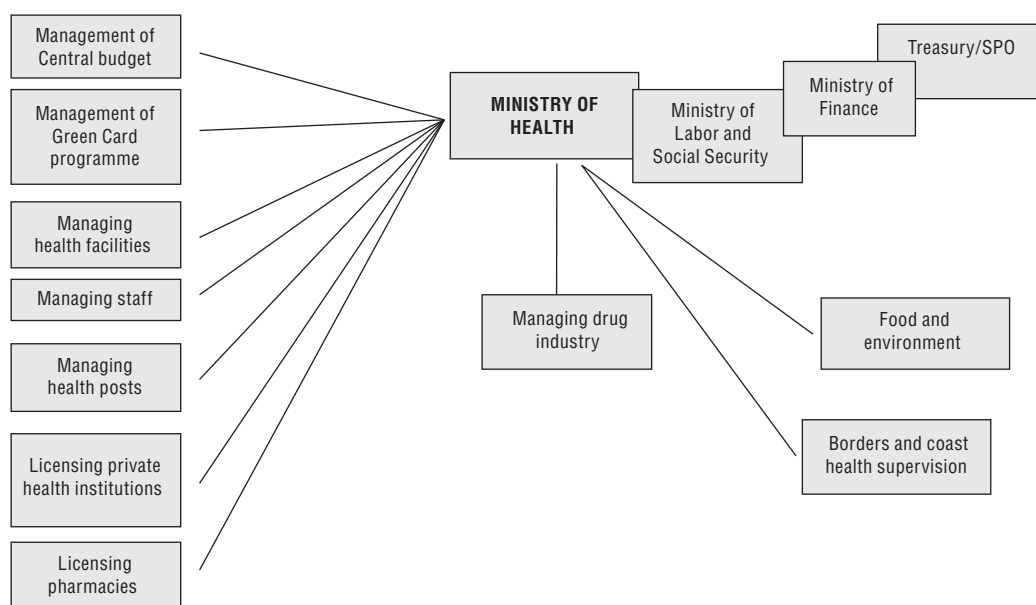 Management of
Central budget
Management of
Green Card
programme
Managing
health facilities
Managing staff
Managing
health posts
Licensing private
health institutions
Licensing
pharmacies
MINISTRY OF
HEALTH
Ministry of
Labor and
Social Security
Ministry of
Finance
Treasury/SPO
Managing drug
industry
Food and
environment
Borders and coast
health supervision